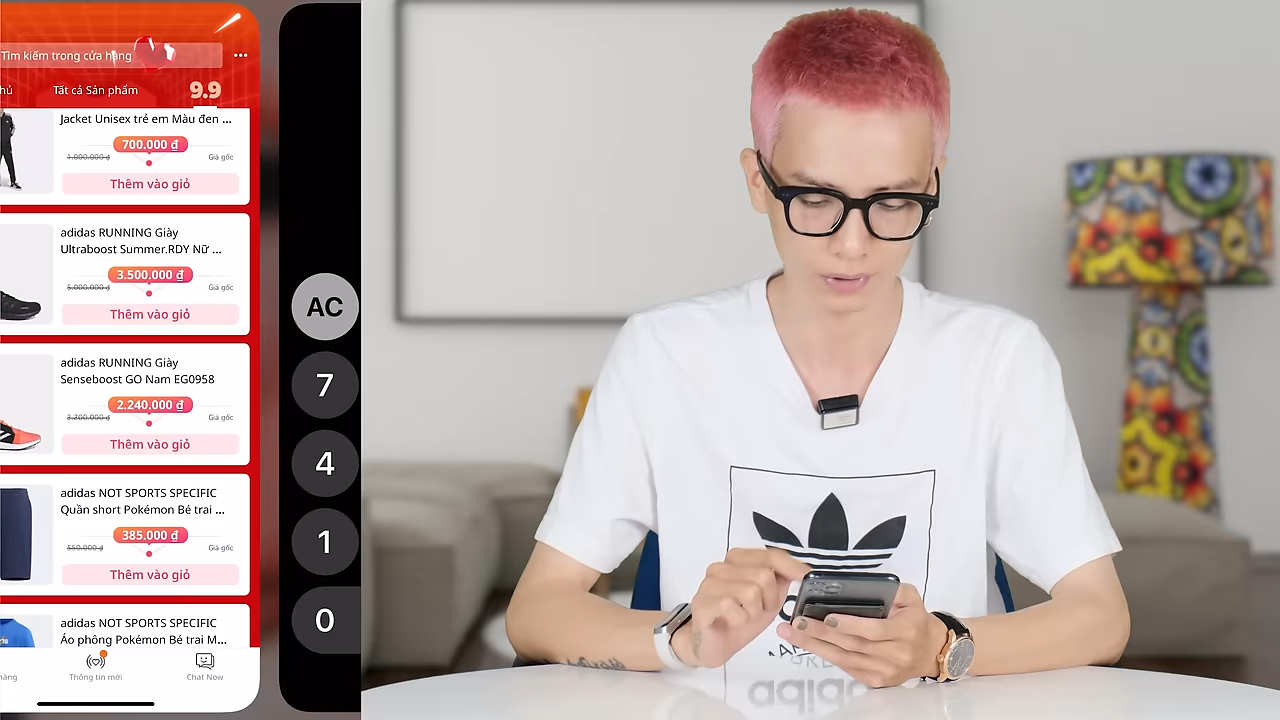 Tìm kiếm trong cửa hàng
hủ
Tất cả Sản phẩm
9.9
Jacket Unisex trẻ em Màu đen ...
700.000 ₫
1.000.000 ₫
Giá gốc
Thêm vào giỏ
adidas RUNNING Giày
Ultraboost Summer.RDY Nữ ...
3.500.000 ₫
5.000.000 ₫
Giá gốc
Thêm vào giỏ
adidas RUNNING Giày
Senseboost GO Nam EG0958
2.240.000 ₫
3.200.000 ₫
Giá gốc
Thêm vào giỏ
adidas NOT SPORTS SPECIFIC
Quần short Pokémon Bé trai ...
385.000 ₫
550.000 ₫
Giá gốc
Thêm vào giỏ
adidas NOT SPORTS SPECIFIC
Áo phông Pokémon Bé trai M...
hàng
Thông tin mới
Chat Now
AC
7
4
1
0
adidas